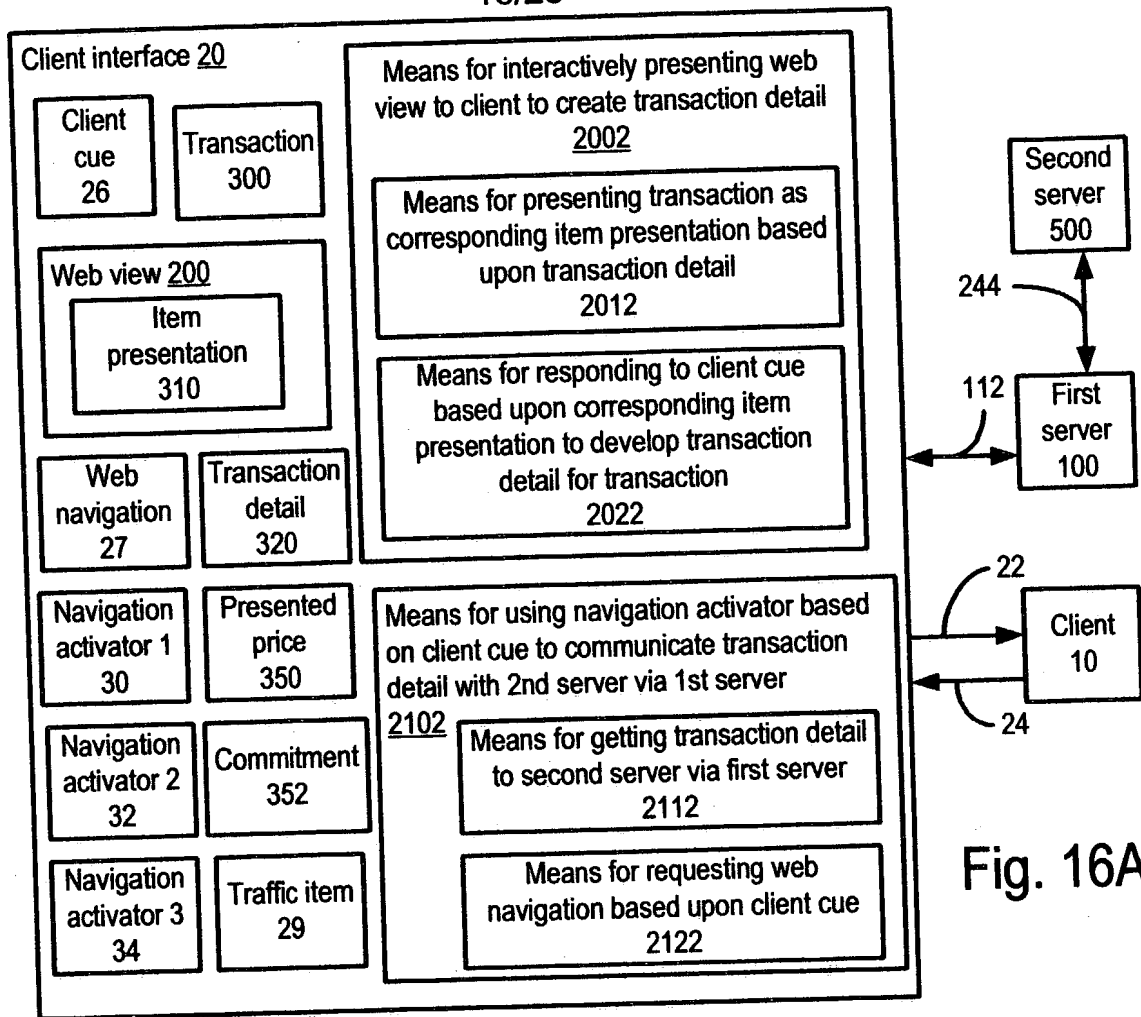 Client interface 20
Client
cue
26
Transaction
300
Web view 200
Item
presentation
310
Web
navigation
27
Transaction
detail
320
Navigation
activator 1
30
Presented
price
350
Navigation
activator 2
32
Commitment
352
Navigation
activator 3
34
Traffic item
29
Means for interactively presenting web
view to client to create transaction detail
2002
Means for presenting transaction as
corresponding item presentation based
upon transaction detail
2012
Means for responding to client cue
based upon corresponding item
presentation to develop transaction
detail for transaction
2022
Means for using navigation activator based
on client cue to communicate transaction
detail with 2nd server via 1st server
2102
Means for getting transaction detail
to second server via first server
2112
Means for requesting web
navigation based upon client cue
2122
Second
server
500
244
112
First
server
100
22
Client
10
24
Fig. 16A